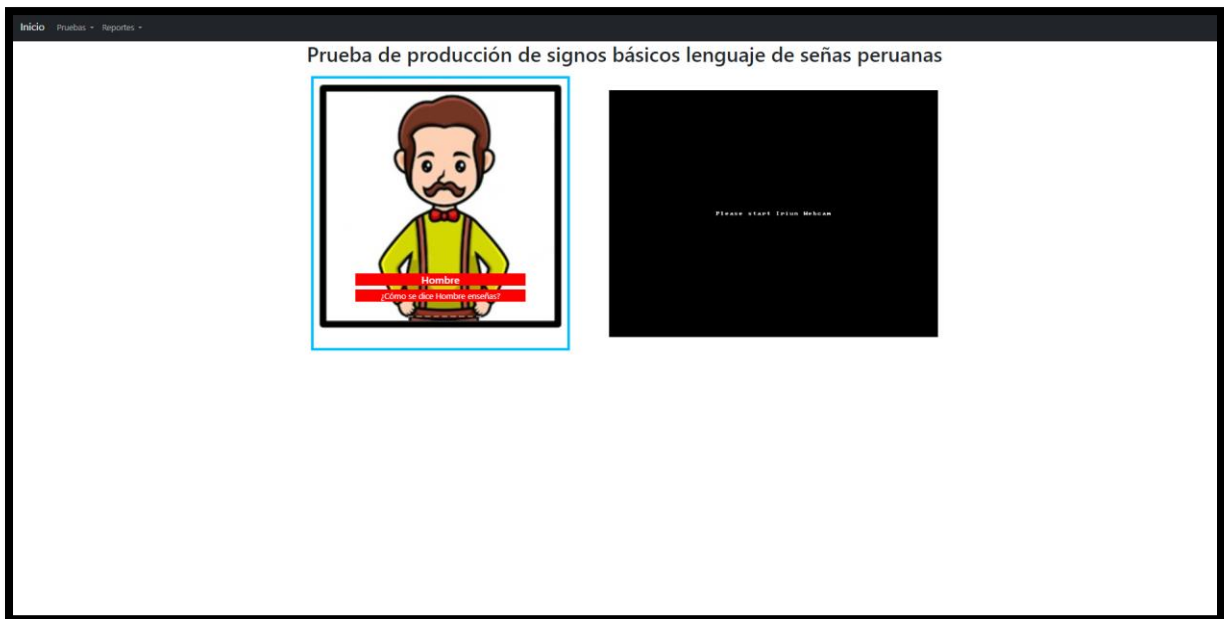 Inicio Pruebas Reportes
Prueba de producción de signos básicos lenguaje de señas peruanas
Hombre
¿Cómo se dice Hombre enseñas?
Please start Iriun Webcam